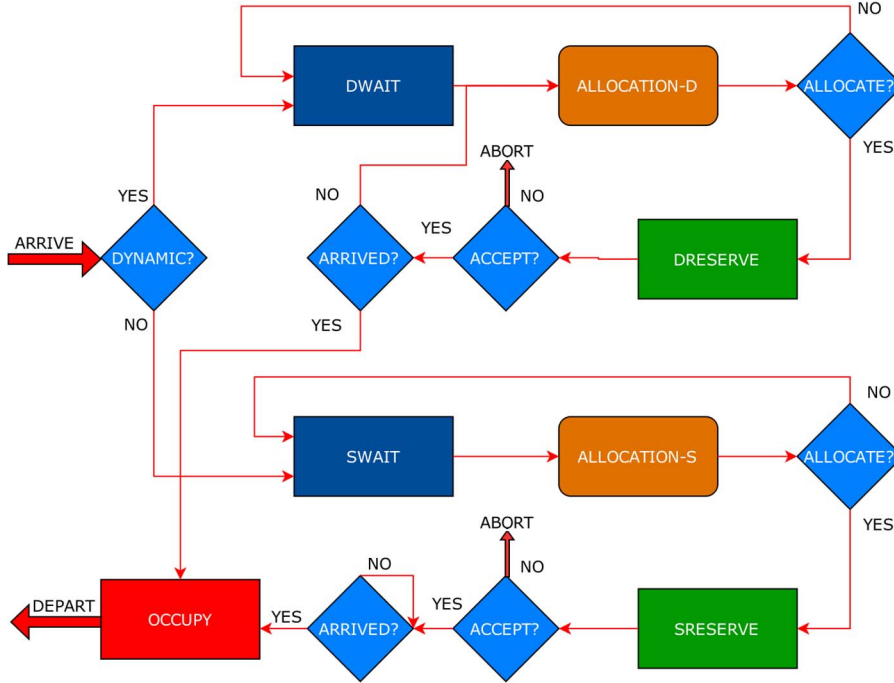 NO
DWAIT
ALLOCATION-D
ALLOCATE?
YES
ABORT
YES
NO
YES
NO
ARRIVE
DYNAMIC?
ARRIVED?
ACCEPT?
DRESERVE
NO
YES
NO
SWAIT
ALLOCATION-S
ALLOCATE?
YES
ABORT
NO
NO
DEPART
OCCUPY
YES
ARRIVED?
YES
ACCEPT?
SRESERVE